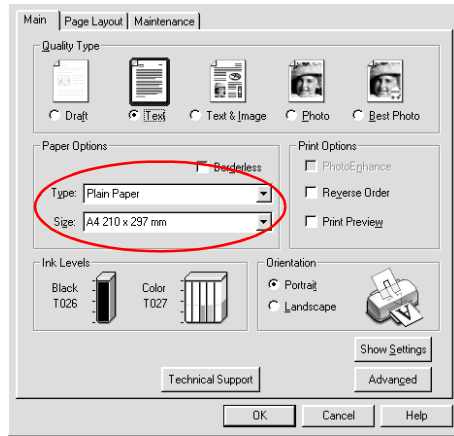 Main Page Layout Maintenance
Quality Type
Draft Text Text & Image Photo Best Photo
Paper Options
Borderless
Type: Plain Paper
Size: A4 210 x 297 mm
Print Options
PhotoEnhance
Reverse Order
Print Preview
Ink Levels
Black T026
Color T027
Orientation
Portrait
Landscape
Show Settings
Technical Support Advanced
OK Cancel Help